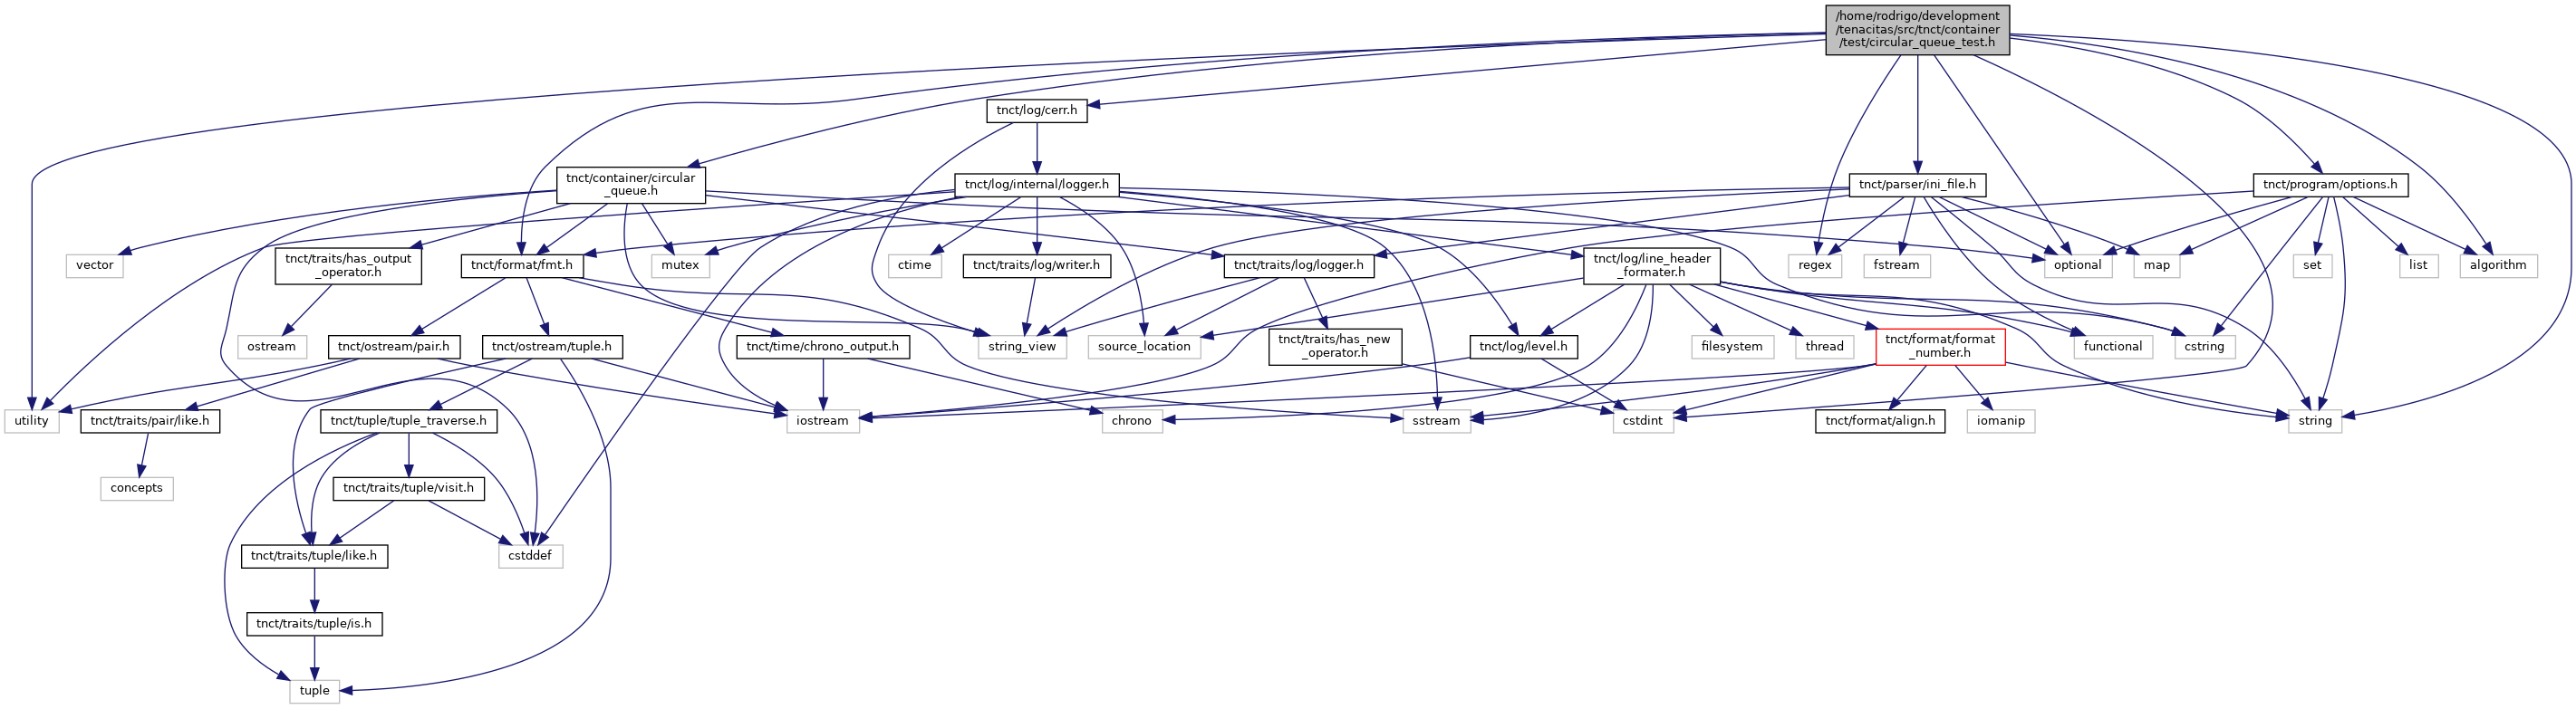 /home/rodrigo/development
/tenacitas/src/tnct/container
/test/circular_queue_test.h
tnct/log/cerr.h
tnct/container/circular
_queue.h
tnct/log/internal/logger.h
tnct/parser/ini_file.h
tnct/program/options.h
vector
tnct/traits/has_output
_operator.h
tnct/format/fmt.h
mutex
ctime
tnct/traits/log/writer.h
tnct/traits/log/logger.h
tnct/log/line_header
_formater.h
regex
fstream
optional
map
set
list
algorithm
ostream
tnct/ostream/pair.h
tnct/ostream/tuple.h
tnct/time/chrono_output.h
string_view
source_location
tnct/traits/has_new
_operator.h
tnct/log/level.h
filesystem
thread
tnct/format/format
_number.h
functional
cstring
utility
tnct/traits/pair/like.h
tnct/tuple/tuple_traverse.h
iostream
chrono
sstream
cstdint
tnct/format/align.h
iomanip
string
concepts
tnct/traits/tuple/visit.h
tnct/traits/tuple/like.h
cstddef
tnct/traits/tuple/is.h
tuple